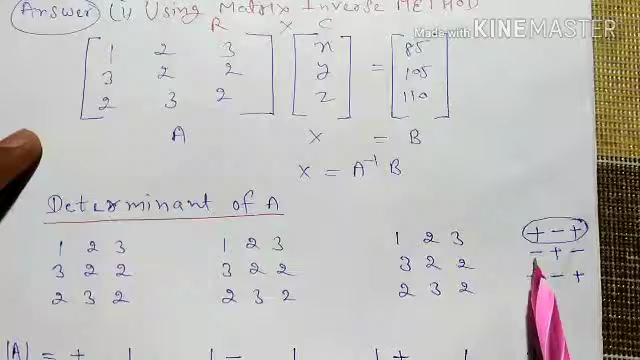 Answer (i) Using Matrix Inverse METHOD
Made with KINEMASTER
R X C
1 2 3 x 85
3 2 2 y = 105
2 3 2 z 110
A X = B
X = A⁻¹ B
Determinant of A
1 2 3 1 2 3 1 2 3 + - +
3 2 2 3 2 2 3 2 2 - + -
2 3 2 2 3 2 2 3 2 + - +
|A| = + 1 | - | 1 + |